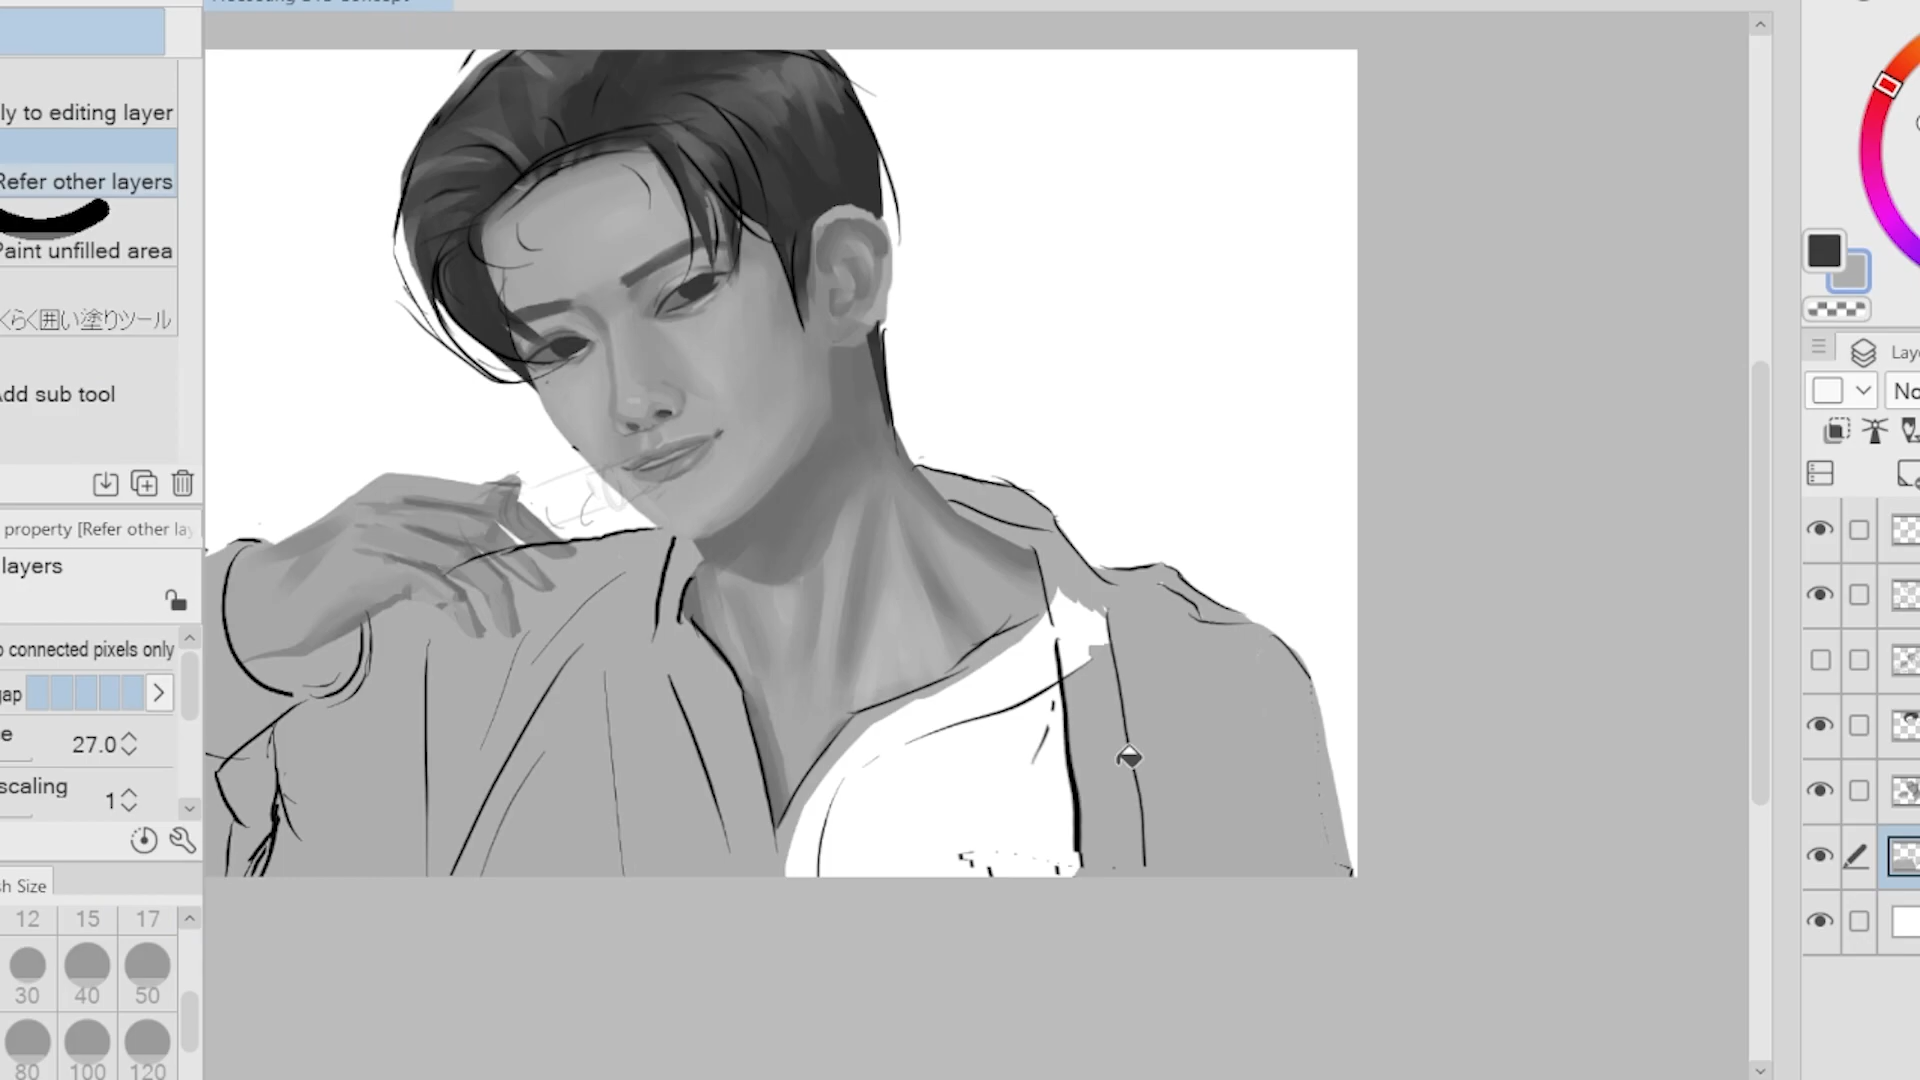 ly to editing layer
Refer other layers
Paint unfilled area
くらく囲い塗りツール
Add sub tool
property [Refer other lay
layers
o connected pixels only
gap
e 27.0
scaling 1
sh Size
12 15 17
30 40 50
80 100 120
Laye
No